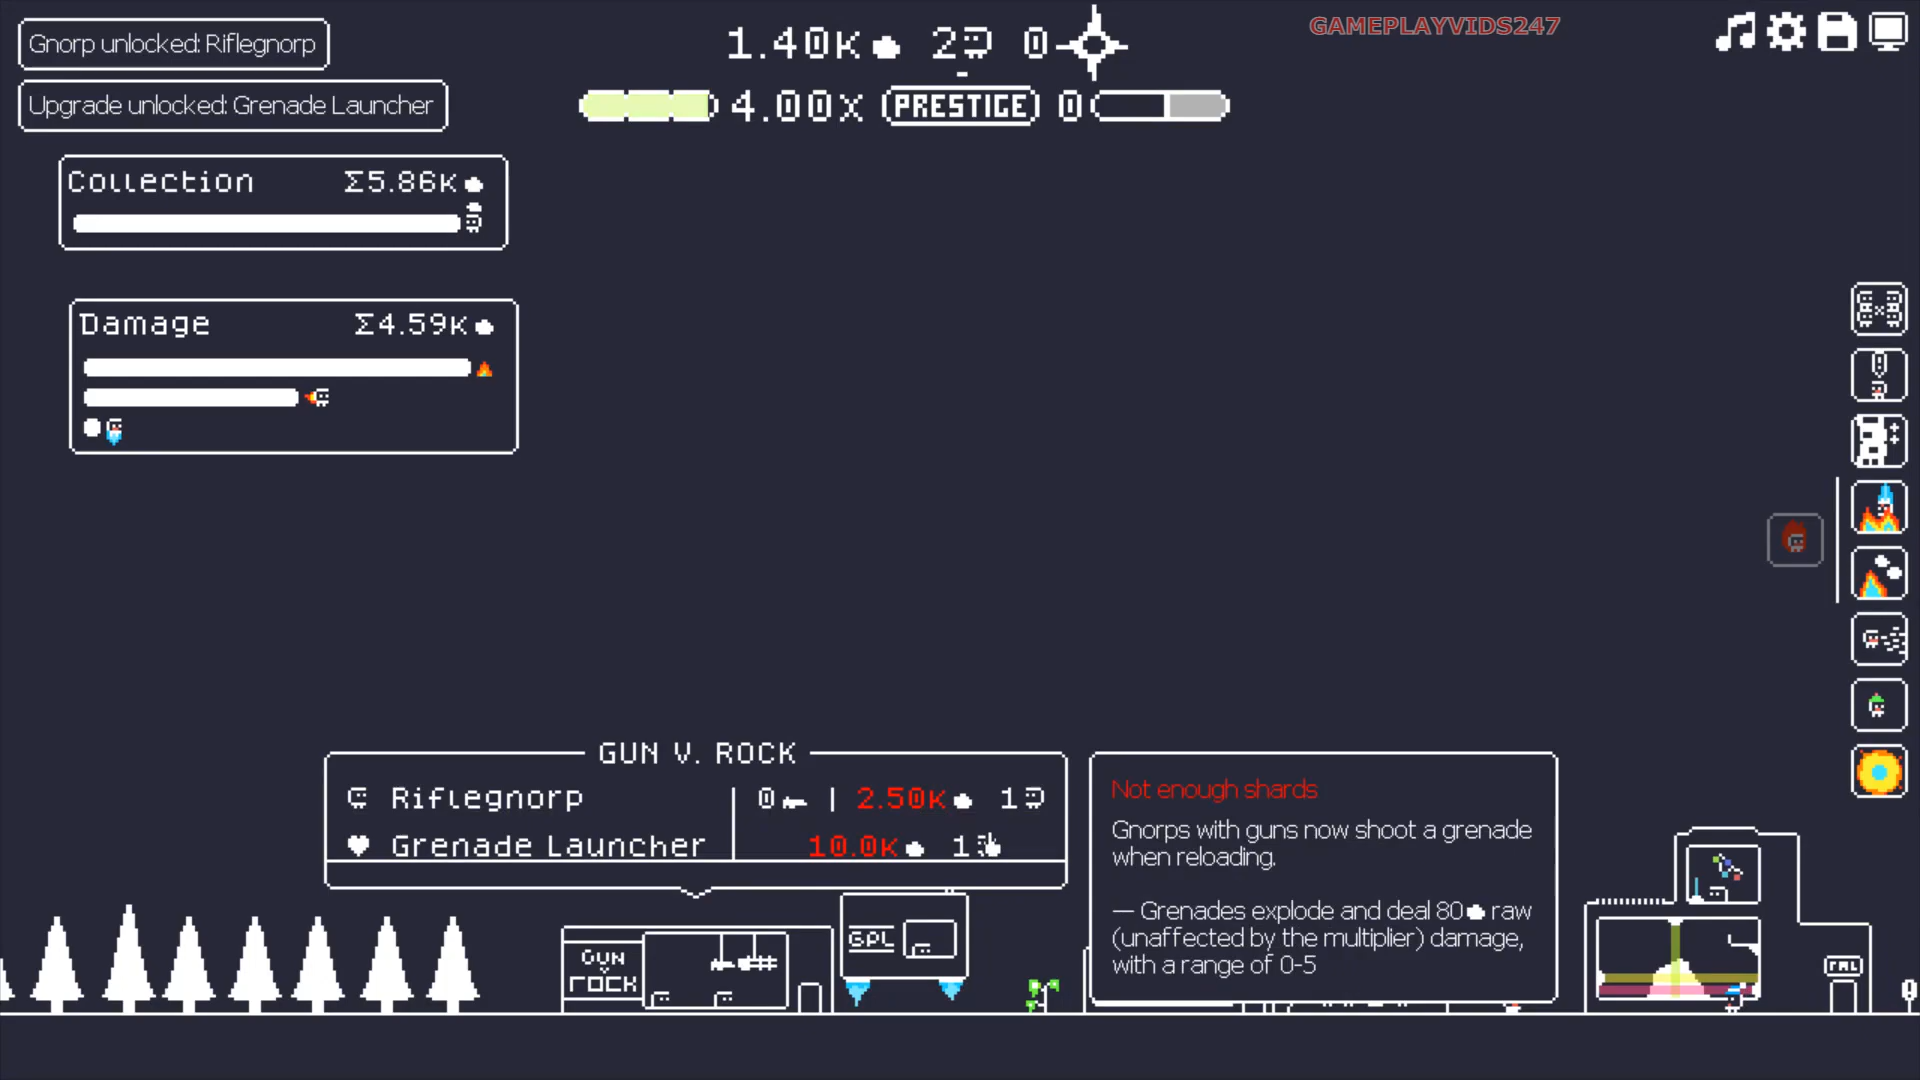 Gnorp unlocked: Riflegnorp
Upgrade unlocked: Grenade Launcher
1.40K 2 0
GAMEPLAYVIDS247
4.00x PRESTIGE 0
Collection Σ5.86K
Damage Σ4.59K
GUN V. ROCK
Riflegnorp 0 | 2.50K 1
Grenade Launcher 10.0K 1
Not enough shards
Gnorps with guns now shoot a grenade
when reloading.
— Grenades explode and deal 80 raw
(unaffected by the multiplier) damage,
with a range of 0-5
GUN
V
ROCK
GPL